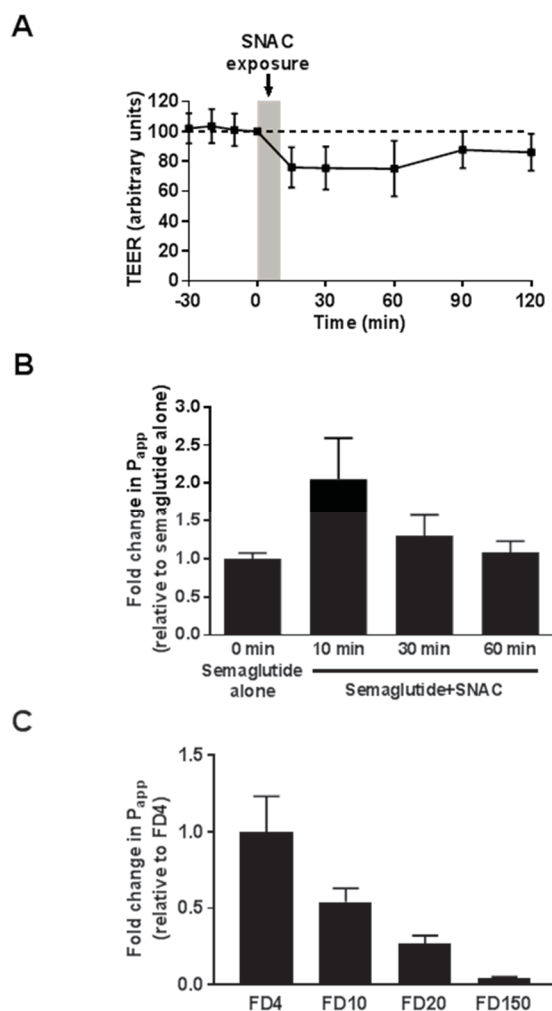 A
SNAC
exposure
TEER (arbitrary units)
120
100
80
60
40
20
0
-30 0 30 60 90 120
Time (min)
B
Fold change in Papp
(relative to semaglutide alone)
3.0
2.5
2.0
1.5
1.0
0.5
0.0
0 min 10 min 30 min 60 min
Semaglutide
alone
Semaglutide+SNAC
C
Fold change in Papp
(relative to FD4)
1.5
1.0
0.5
0.0
FD4 FD10 FD20 FD150